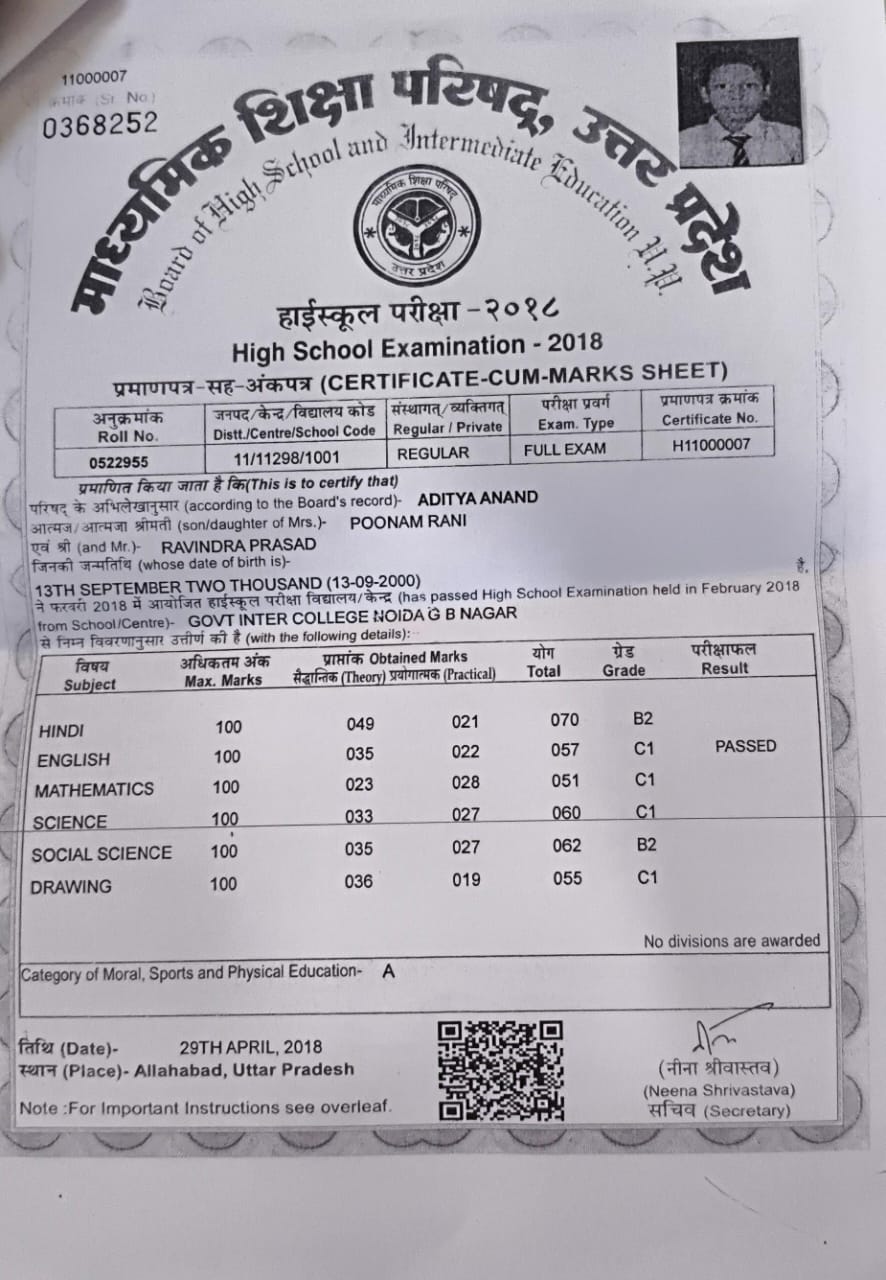 11000007
क्रमांक (Sr. No.)
0368252
माध्यमिक शिक्षा परिषद्, उत्तर प्रदेश
Board of High School and Intermediate Education U.P.
माध्यमिक शिक्षा परिषद
उत्तर प्रदेश
हाईस्कूल परीक्षा - २०१८
High School Examination - 2018
प्रमाणपत्र-सह-अंकपत्र (CERTIFICATE-CUM-MARKS SHEET)
अनुक्रमांक जनपद/केन्द्र/विद्यालय कोड संस्थागत्/व्यक्तिगत् परीक्षा प्रवर्ग प्रमाणपत्र क्रमांक
Roll No. Distt./Centre/School Code Regular / Private Exam. Type Certificate No.
0522955 11/11298/1001 REGULAR FULL EXAM H11000007
प्रमाणित किया जाता है कि(This is to certify that)
परिषद् के अभिलेखानुसार (according to the Board's record)- ADITYA ANAND
आत्मज/आत्मजा श्रीमती (son/daughter of Mrs.)- POONAM RANI
एवं श्री (and Mr.)- RAVINDRA PRASAD
जिनकी जन्मतिथि (whose date of birth is)- है,
13TH SEPTEMBER TWO THOUSAND (13-09-2000)
ने फरवरी 2018 में आयोजित हाईस्कूल परीक्षा विद्यालय/केन्द्र (has passed High School Examination held in February 2018
from School/Centre)- GOVT INTER COLLEGE NOIDA G B NAGAR
से निम्न विवरणानुसार उत्तीर्ण की है (with the following details):
विषय अधिकतम अंक प्राप्तांक Obtained Marks योग ग्रेड परीक्षाफल
Subject Max. Marks सैद्धान्तिक (Theory) प्रयोगात्मक (Practical) Total Grade Result
HINDI 100 049 021 070 B2
ENGLISH 100 035 022 057 C1 PASSED
MATHEMATICS 100 023 028 051 C1
SCIENCE 100 033 027 060 C1
SOCIAL SCIENCE 100 035 027 062 B2
DRAWING 100 036 019 055 C1
No divisions are awarded
Category of Moral, Sports and Physical Education- A
तिथि (Date)- 29TH APRIL, 2018
स्थान (Place)- Allahabad, Uttar Pradesh
Note :For Important Instructions see overleaf.
(नीना श्रीवास्तव)
(Neena Shrivastava)
सचिव (Secretary)